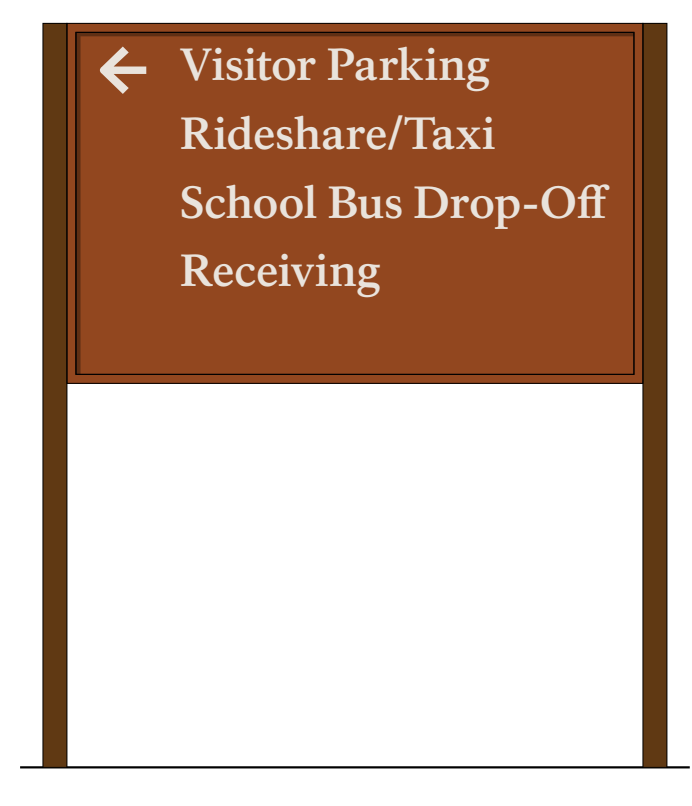 ← Visitor Parking
Rideshare/Taxi
School Bus Drop-Off
Receiving